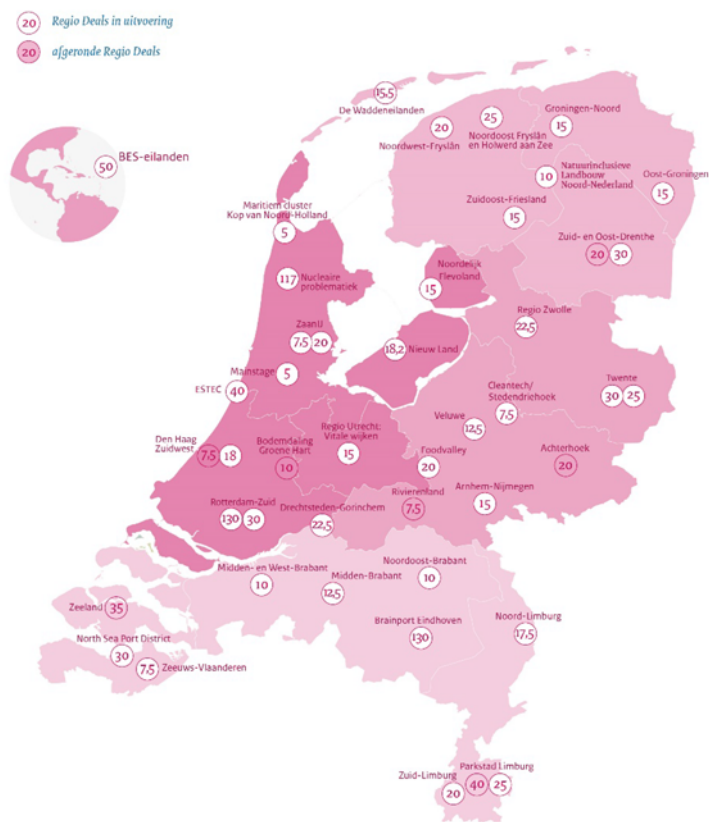 20 Regio Deals in uitvoering
20 afgeronde Regio Deals
BES-eilanden
50
15,5
De Waddeneilanden
20
Noordwest-Fryslân
25
Noordoost Fryslân
en Holwerd aan Zee
Groningen-Noord
15
10
Natuurinclusieve
Landbouw
Noord-Nederland
Oost-Groningen
15
Zuidoost-Friesland
15
Maritiem cluster
Kop van Noord-Holland
5
Zuid- en Oost-Drenthe
20 30
117
Nucleaire
problematiek
Noordelijk
Flevoland
15
Regio Zwolle
22,5
ZaanIJ
7,5 20
18,2 Nieuw Land
Mainstage
5
ESTEC
40
Cleantech/
Stedendriehoek
7,5
Twente
30 25
Veluwe
12,5
Den Haag
Zuidwest
7,5 18
Bodemdaling
Groene Hart
10
Regio Utrecht:
Vitale wijken
15
Foodvalley
20
Achterhoek
20
Rotterdam-Zuid
130 30
Drechtsteden-Gorinchem
22,5
Rivierenland
7,5
Arnhem-Nijmegen
15
Midden- en West-Brabant
10
Midden-Brabant
12,5
Noordoost-Brabant
10
Zeeland 35
North Sea Port District
30
7,5 Zeeuws-Vlaanderen
Brainport Eindhoven
130
Noord-Limburg
17,5
Zuid-Limburg
20
Parkstad Limburg
40 25